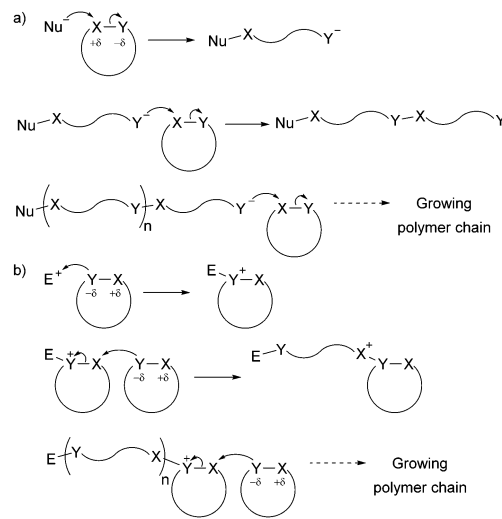 a)
Nu⁻ X—Y Nu—X Y⁻
+δ −δ
Nu—X Y⁻ X—Y Nu—X Y—X Y
Nu(X Y)n X Y⁻ X—Y Growing
polymer chain
b)
E⁺ Y—X E Y⁺—X
−δ +δ
E Y⁺—X Y—X E—Y X⁺ Y—X
−δ +δ
E(Y X)n Y⁺—X Y—X Growing
−δ +δ polymer chain